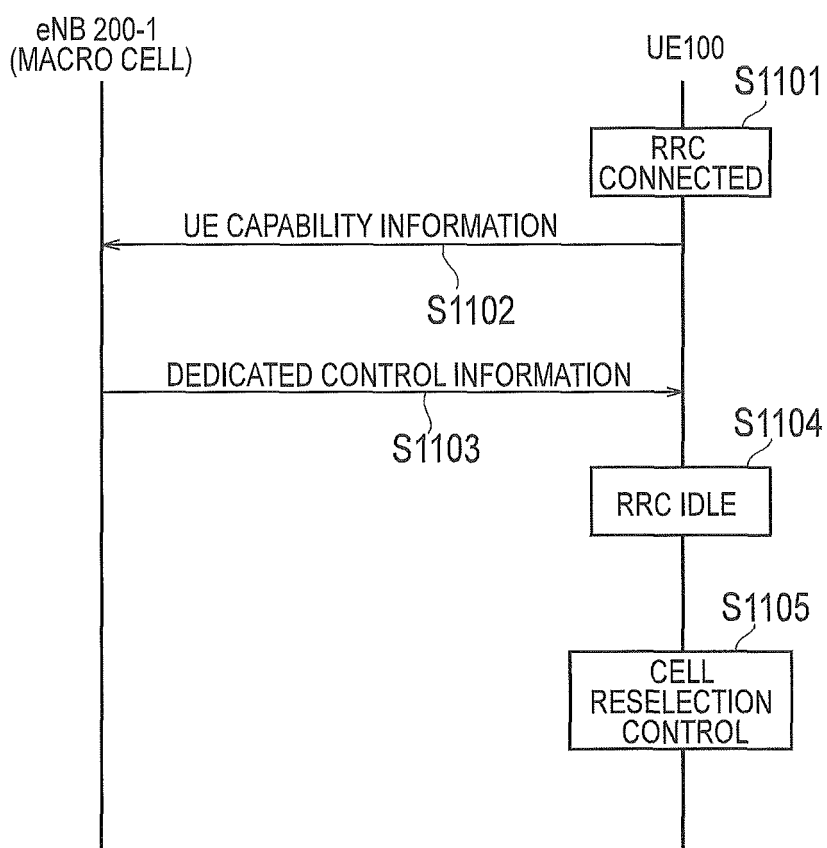 eNB 200-1
(MACRO CELL)
UE100
S1101
RRC
CONNECTED
UE CAPABILITY INFORMATION
S1102
DEDICATED CONTROL INFORMATION
S1103
S1104
RRC IDLE
S1105
CELL
RESELECTION
CONTROL